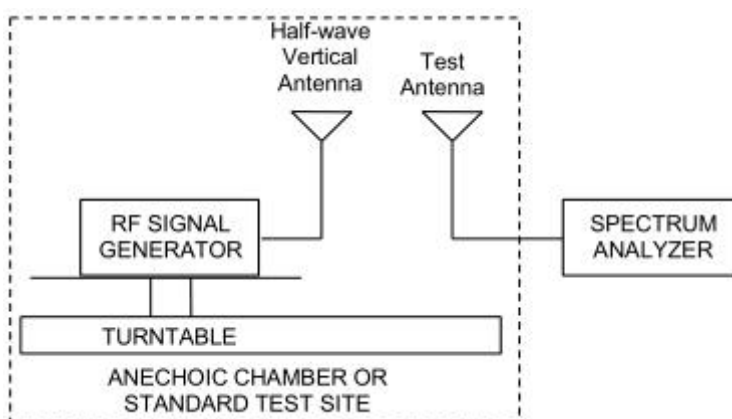 Half-wave
Vertical
Antenna
Test
Antenna
RF SIGNAL
GENERATOR
SPECTRUM
ANALYZER
TURNTABLE
ANECHOIC CHAMBER OR
STANDARD TEST SITE